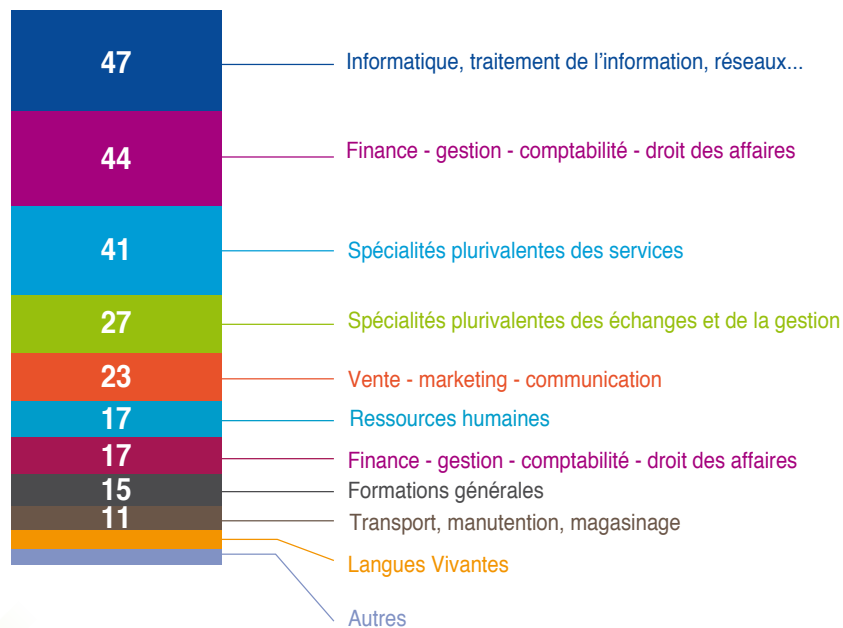 47 Informatique, traitement de l'information, réseaux...
44 Finance - gestion - comptabilité - droit des affaires
41 Spécialités plurivalentes des services
27 Spécialités plurivalentes des échanges et de la gestion
23 Vente - marketing - communication
17 Ressources humaines
17 Finance - gestion - comptabilité - droit des affaires
15 Formations générales
11 Transport, manutention, magasinage
Langues Vivantes
Autres